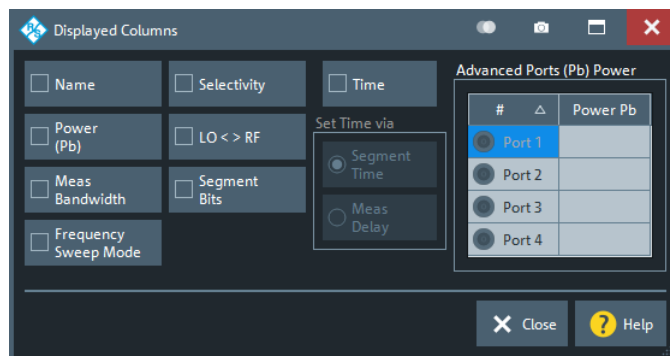 Displayed Columns
Name
Selectivity
Time
Power
(Pb)
LO < > RF
Set Time via
Segment
Time
Meas
Delay
Meas
Bandwidth
Segment
Bits
Frequency
Sweep Mode
Advanced Ports (Pb) Power
# Power Pb
Port 1
Port 2
Port 3
Port 4
Close
? Help